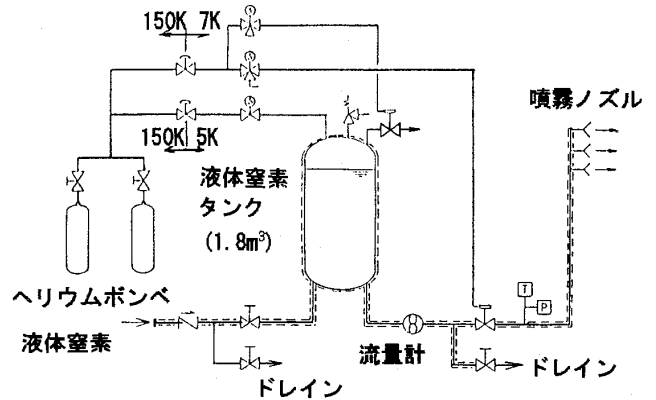 150K 7K
噴霧ノズル
150K 5K
液体窒素
タンク
(1.8m³)
T
P
ヘリウムボンベ
液体窒素
流量計
ドレイン
ドレイン